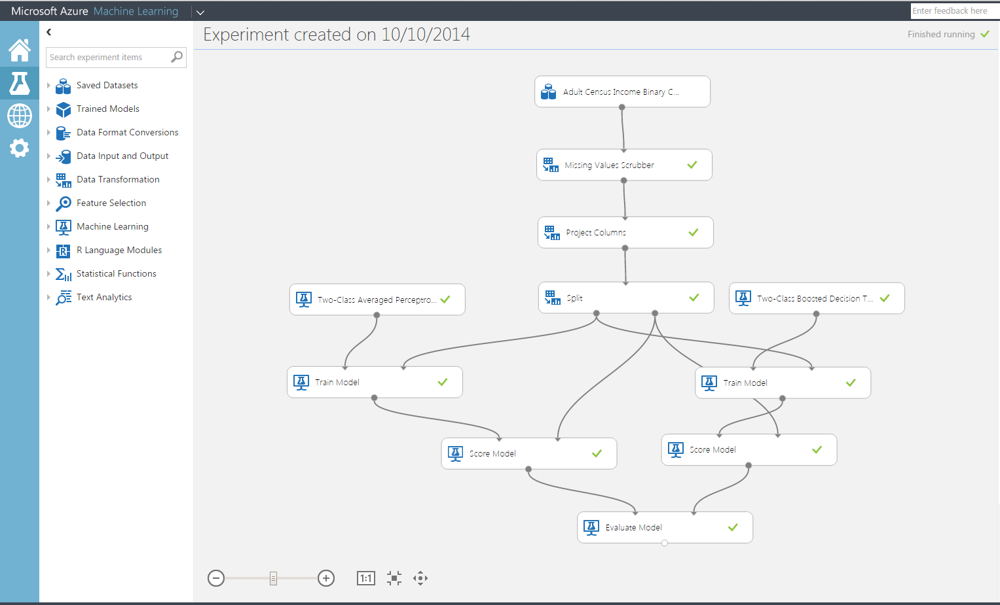 Microsoft Azure Machine Learning
Enter feedback here
Experiment created on 10/10/2014
Finished running
Search experiment items
Saved Datasets
Trained Models
Data Format Conversions
Data Input and Output
Data Transformation
Feature Selection
Machine Learning
R Language Modules
Statistical Functions
Text Analytics
Adult Census Income Binary C...
Missing Values Scrubber
Project Columns
Two-Class Averaged Perceptro...
Split
Two-Class Boosted Decision T...
Train Model
Train Model
Score Model
Score Model
Evaluate Model
1:1